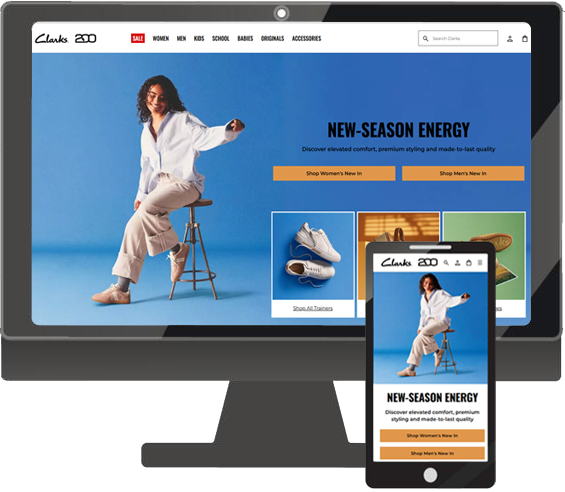 Clarks 200
SALE WOMEN MEN KIDS SCHOOL BABIES ORIGINALS ACCESSORIES
Search Clarks
NEW-SEASON ENERGY
Discover elevated comfort, premium styling and made-to-last quality
Shop Women's New In
Shop Men's New In
Shop All Trainers
Clarks 200
NEW-SEASON ENERGY
Discover elevated comfort, premium
styling and made-to-last quality
Shop Women's New In
Shop Men's New In